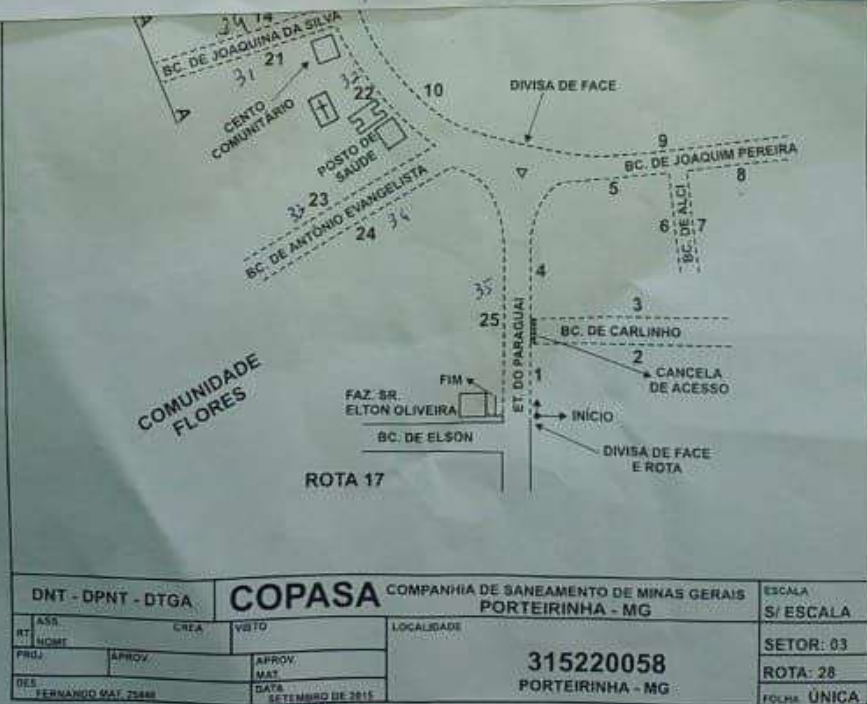 A
29
BC. DE JOAQUINA DA SILVA
21
31
A
CENTO
COMUNITÁRIO
22
10
POSTO DE
SAÚDE
DIVISA DE FACE
9
BC. DE JOAQUIM PEREIRA
5
8
6
BC. DE ALCI
7
33
23
BC. DE ANTÔNIO EVANGELISTA
24
34
4
35
25
ET. DO PARAGUAI
3
BC. DE CARLINHO
2
1
CANCELA
DE ACESSO
COMUNIDADE
FLORES
FIM
FAZ. SR.
ELTON OLIVEIRA
INÍCIO
BC. DE ELSON
DIVISA DE FACE
E ROTA
ROTA 17
DNT - DPNT - DTGA
COPASA
COMPANHIA DE SANEAMENTO DE MINAS GERAIS
PORTEIRINHA - MG
ESCALA
S/ ESCALA
RT
ASS.
CREA
NOME
VISTO
LOCALIDADE
315220058
PORTEIRINHA - MG
SETOR: 03
PROJ.
APROV.
APROV.
MAT.
ROTA: 28
DES.
FERNANDO MAT.
DATA
SETEMBRO DE 2015
FOLHA ÚNICA